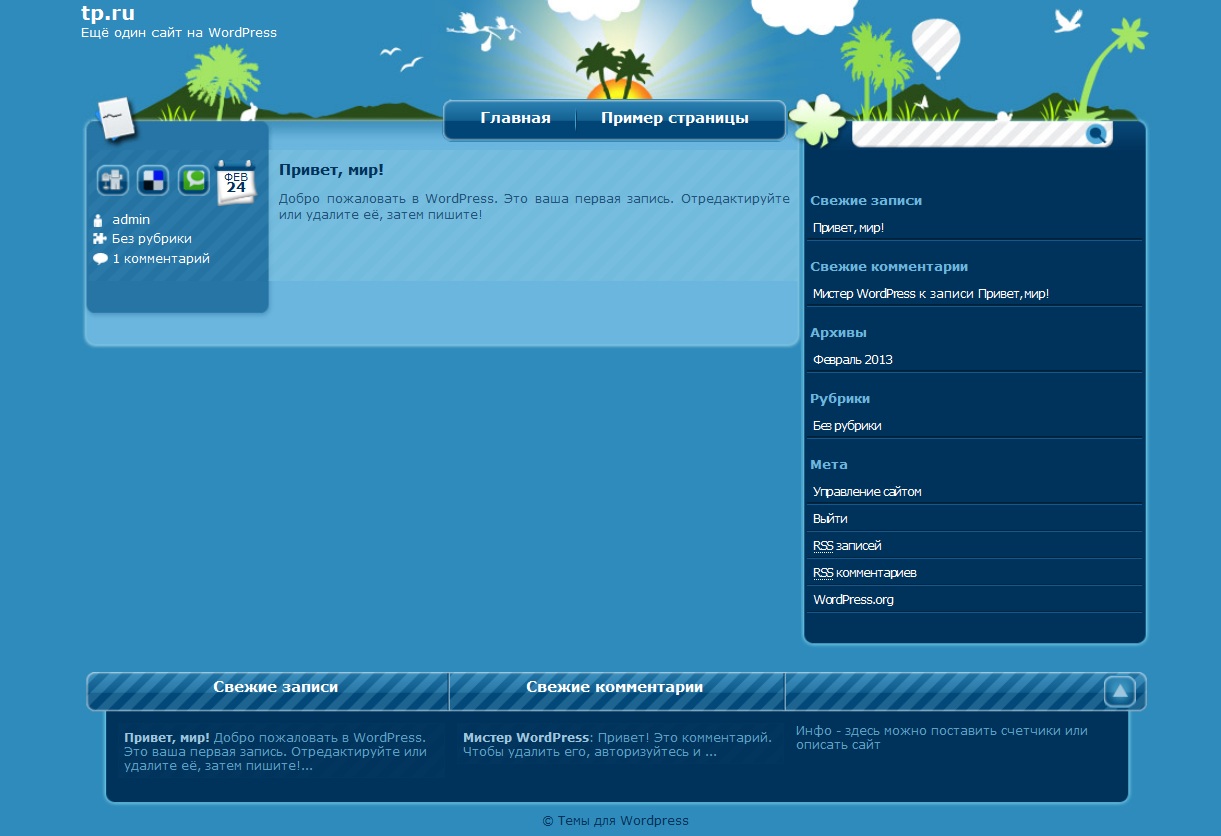 tp.ru
Ещё один сайт на WordPress
Главная
Пример страницы
ФЕВ
24
admin
Без рубрики
1 комментарий
Привет, мир!
Добро пожаловать в WordPress. Это ваша первая запись. Отредактируйте
или удалите её, затем пишите!
Свежие записи
Привет, мир!
Свежие комментарии
Мистер WordPress к записи Привет, мир!
Архивы
Февраль 2013
Рубрики
Без рубрики
Мета
Управление сайтом
Выйти
RSS записей
RSS комментариев
WordPress.org
Свежие записи
Привет, мир! Добро пожаловать в WordPress.
Это ваша первая запись. Отредактируйте или
удалите её, затем пишите!...
Свежие комментарии
Мистер WordPress: Привет! Это комментарий.
Чтобы удалить его, авторизуйтесь и ...
Инфо - здесь можно поставить счетчики или
описать сайт
© Темы для Wordpress